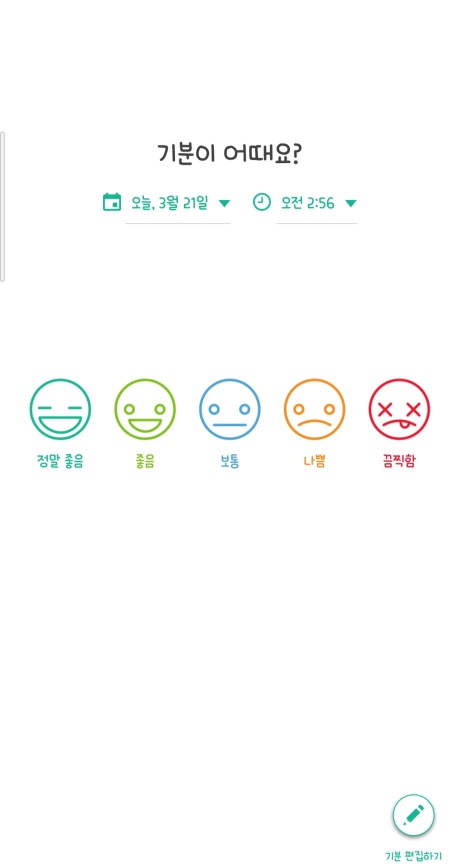 기분이 어때요?
오늘, 3월 21일 오전 2:56
정말 좋음 좋음 보통 나쁨 끔찍함
기분 편집하기